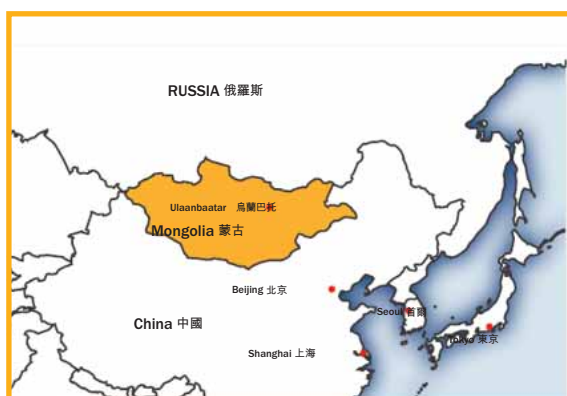 RUSSIA 俄羅斯
Ulaanbaatar 烏蘭巴托
Mongolia 蒙古
Beijing 北京
Seoul 首爾
China 中國
Tokyo 東京
Shanghai 上海